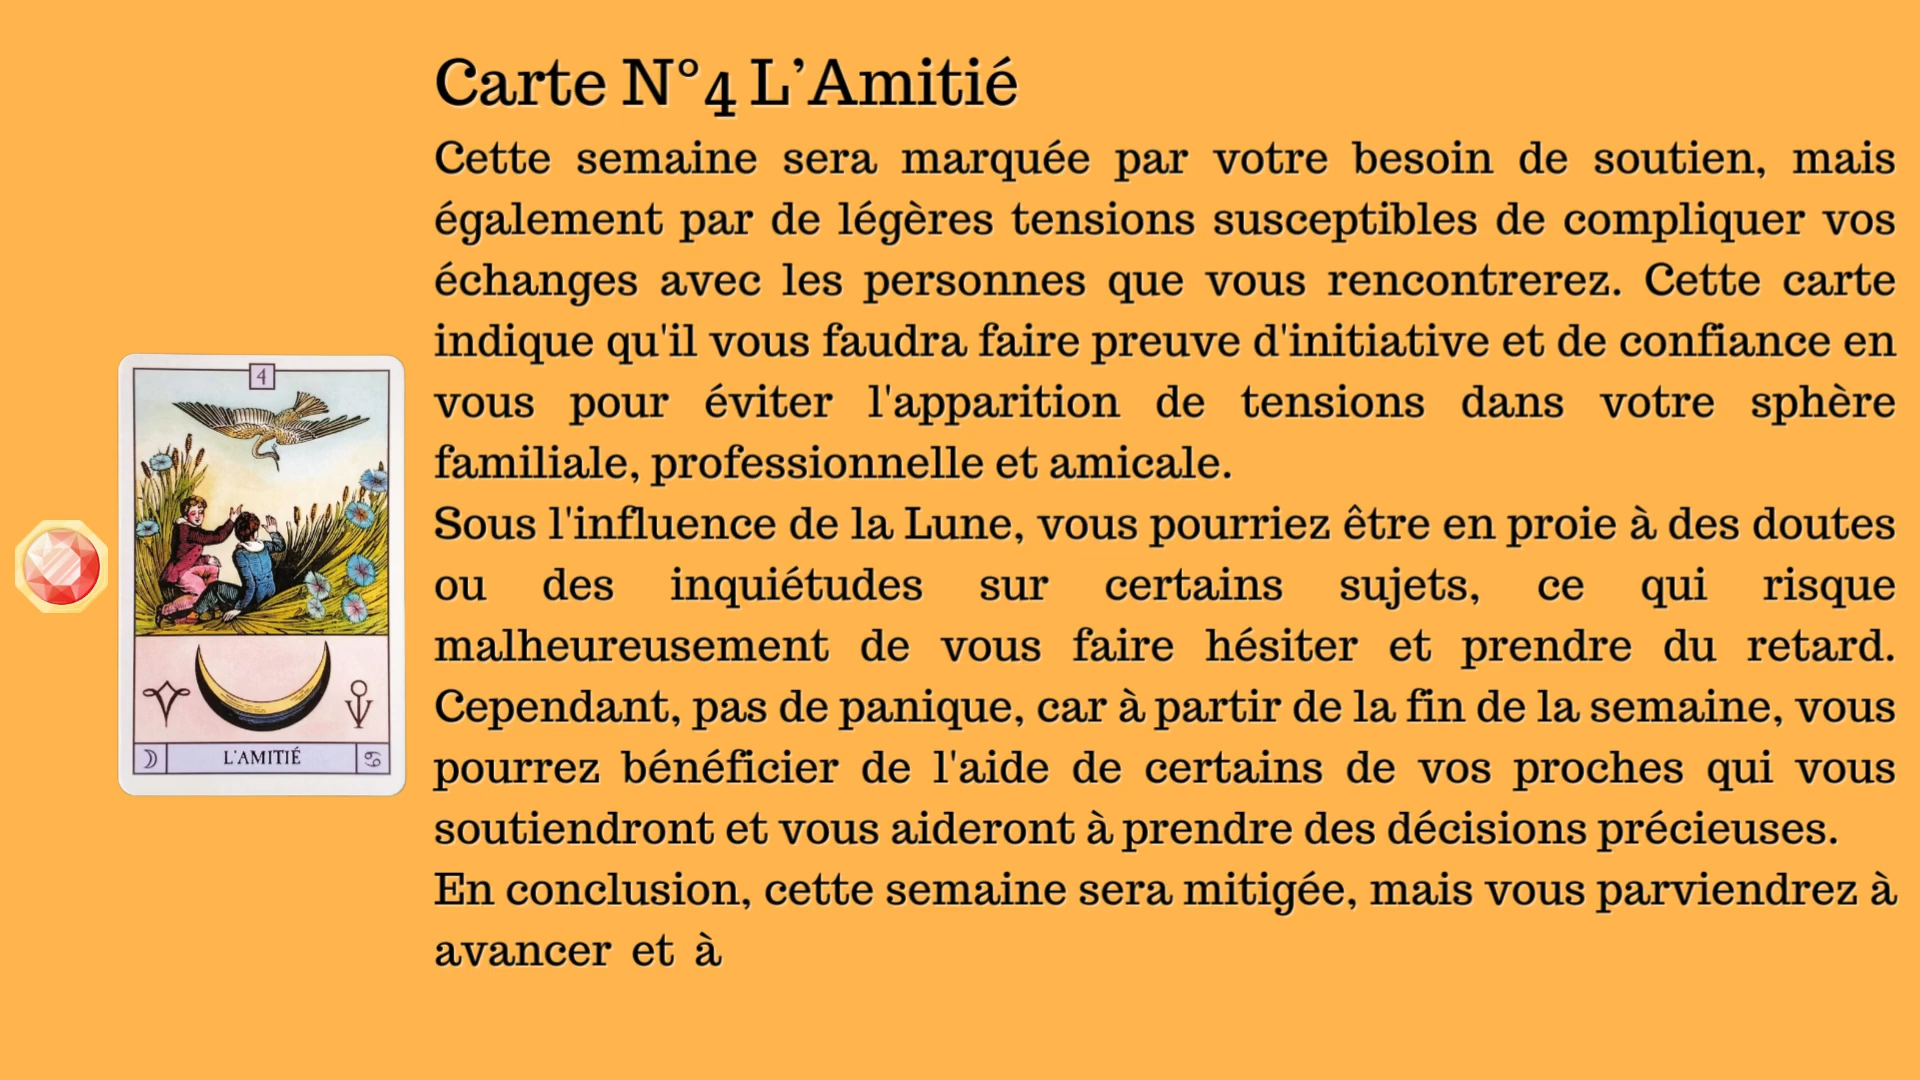 Carte N°4 L’Amitié
Cette semaine sera marquée par votre besoin de soutien, mais
également par de légères tensions susceptibles de compliquer vos
échanges avec les personnes que vous rencontrerez. Cette carte
indique qu'il vous faudra faire preuve d'initiative et de confiance en
vous pour éviter l'apparition de tensions dans votre sphère
familiale, professionnelle et amicale.
Sous l'influence de la Lune, vous pourriez être en proie à des doutes
ou des inquiétudes sur certains sujets, ce qui risque
malheureusement de vous faire hésiter et prendre du retard.
Cependant, pas de panique, car à partir de la fin de la semaine, vous
pourrez bénéficier de l'aide de certains de vos proches qui vous
soutiendront et vous aideront à prendre des décisions précieuses.
En conclusion, cette semaine sera mitigée, mais vous parviendrez à
avancer et à
4
L'AMITIÉ